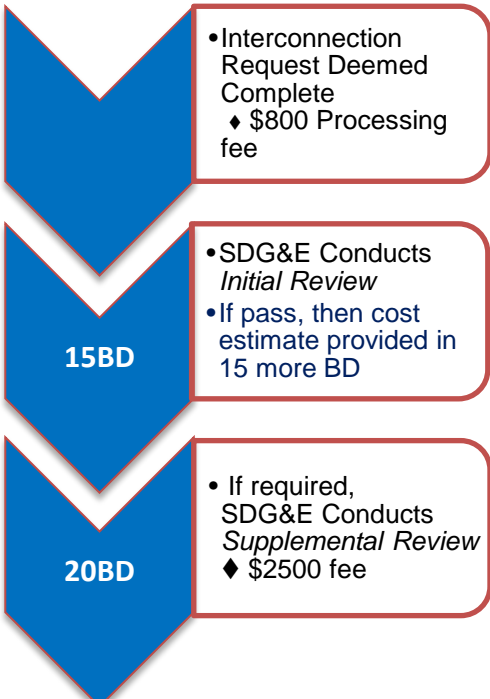 •Interconnection
Request Deemed
Complete
♦ $800 Processing
fee
15BD
•SDG&E Conducts
Initial Review
•If pass, then cost
estimate provided in
15 more BD
20BD
• If required,
SDG&E Conducts
Supplemental Review
♦ $2500 fee